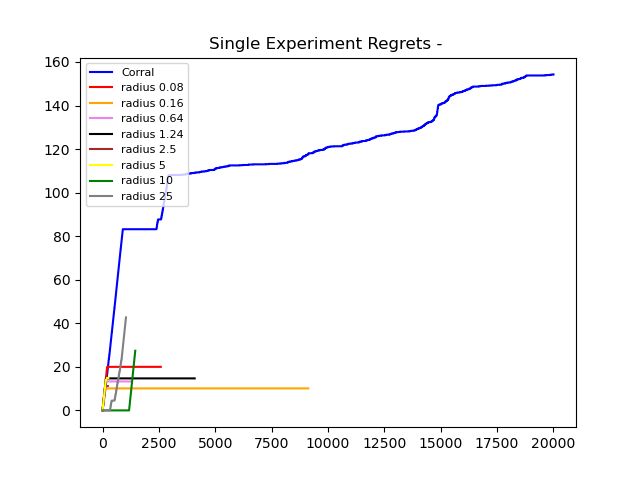 Single Experiment Regrets -
160
140
120
100
80
60
40
20
0
Corral
radius 0.08
radius 0.16
radius 0.64
radius 1.24
radius 2.5
radius 5
radius 10
radius 25
0 2500 5000 7500 10000 12500 15000 17500 20000